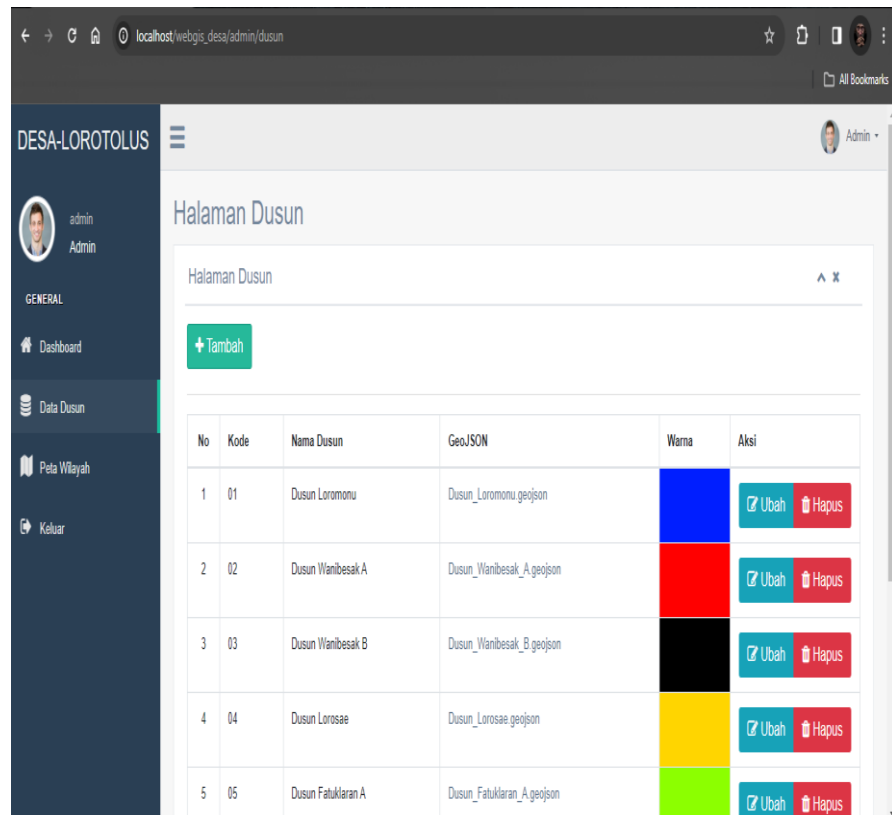 localhost/webgis_desa/admin/dusun
All Bookmarks
DESA-LOROTOLUS
Admin
admin
Admin
GENERAL
Dashboard
Data Dusun
Peta Wilayah
Keluar
Halaman Dusun
Halaman Dusun
+ Tambah
No Kode Nama Dusun GeoJSON Warna Aksi
1 01 Dusun Loromonu Dusun_Loromonu.geojson Ubah Hapus
2 02 Dusun Wanibesak A Dusun_Wanibesak_A.geojson Ubah Hapus
3 03 Dusun Wanibesak B Dusun_Wanibesak_B.geojson Ubah Hapus
4 04 Dusun Lorosae Dusun_Lorosae.geojson Ubah Hapus
5 05 Dusun Fatuklaran A Dusun_Fatuklaran_A.geojson Ubah Hapus